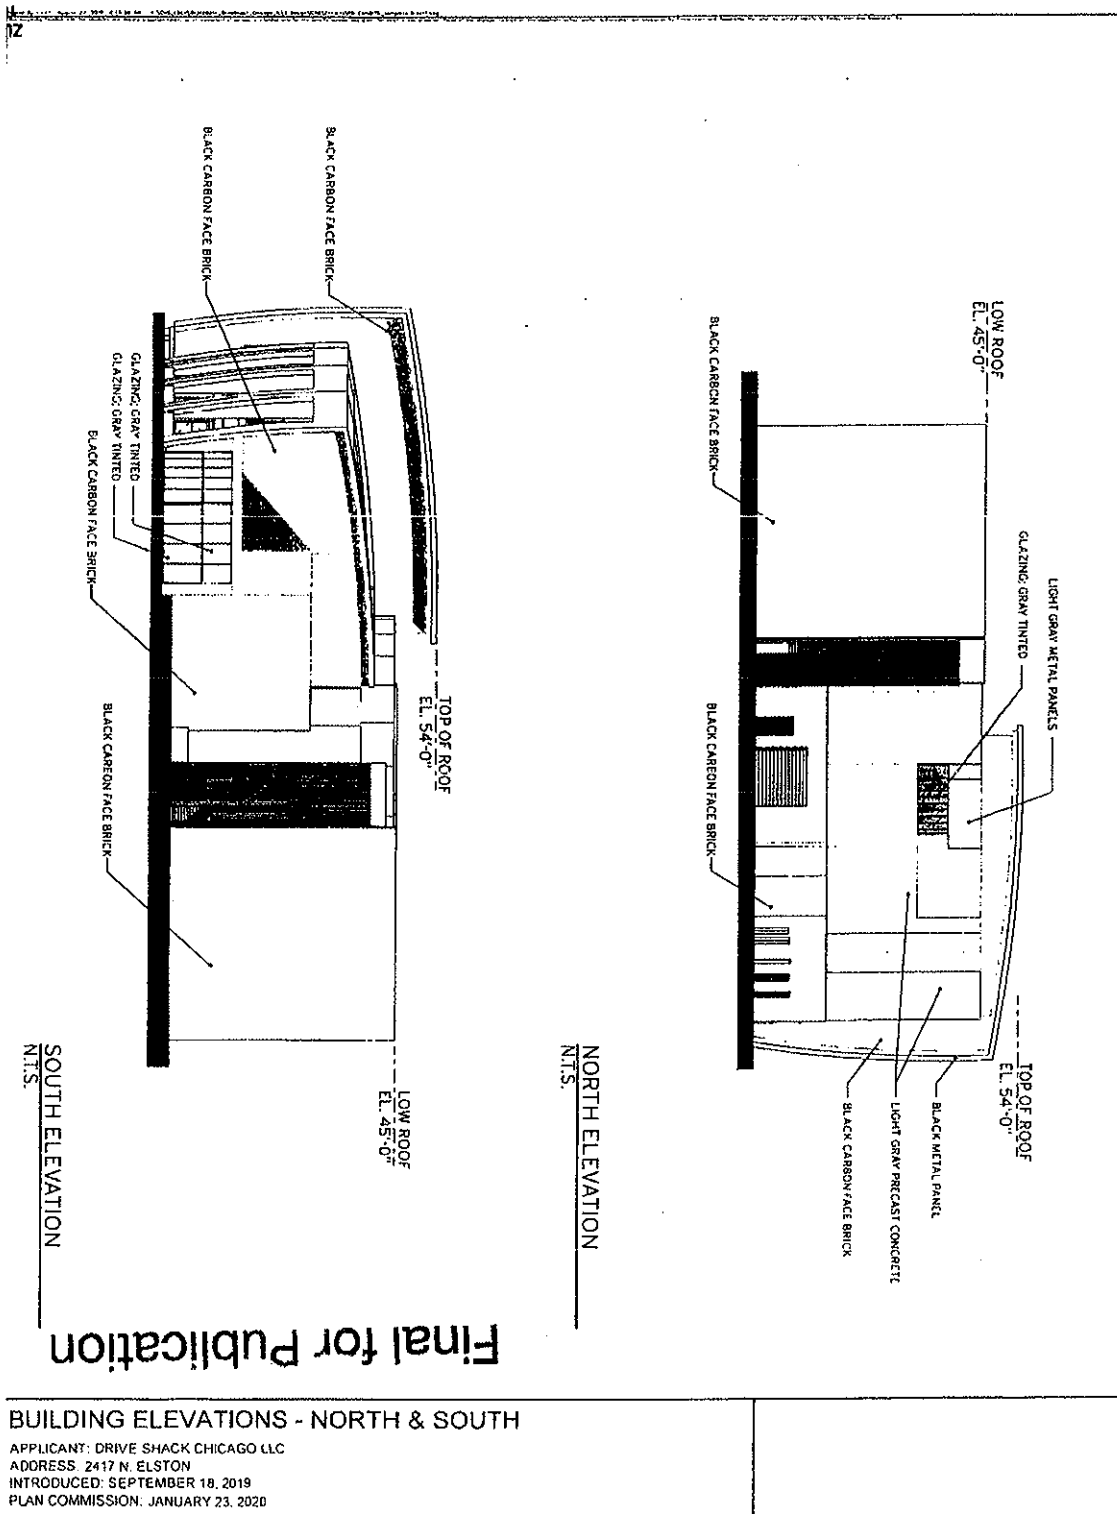 12
BLACK CARBON FACE BRICK
BLACK CARBON FACE BRICK
GLAZING: GRAY TINTED
GLAZING: GRAY TINTED
BLACK CARBON FACE BRICK
BLACK CARBON FACE BRICK
TOP OF ROOF
EL. 54'-0"
LOW ROOF
EL. 45'-0"
SOUTH ELEVATION
N.T.S.
LOW ROOF
EL. 45'-0"
BLACK CARBON FACE BRICK
GLAZING: GRAY TINTED
LIGHT GRAY METAL PANELS
BLACK CARBON FACE BRICK
TOP OF ROOF
EL. 54'-0"
BLACK METAL PANEL
LIGHT GRAY PRECAST CONCRETE
BLACK CARBON FACE BRICK
NORTH ELEVATION
N.T.S.
Final for Publication
BUILDING ELEVATIONS - NORTH & SOUTH
APPLICANT: DRIVE SHACK CHICAGO LLC
ADDRESS: 2417 N. ELSTON
INTRODUCED: SEPTEMBER 18, 2019
PLAN COMMISSION: JANUARY 23, 2020